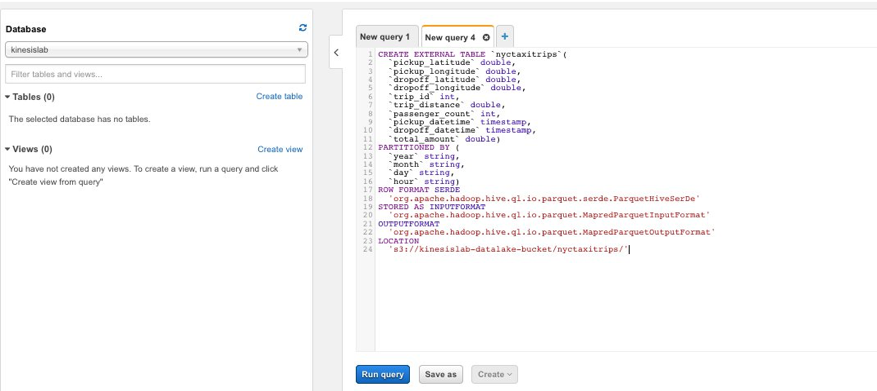 Database
kinesislab
Filter tables and views...
Tables (0)
Create table
The selected database has no tables.
Views (0)
Create view
You have not created any views. To create a view, run a query and click
"Create view from query"
New query 1
New query 4
+
1 CREATE EXTERNAL TABLE `nyctaxitrips`(
2 `pickup_latitude` double,
3 `pickup_longitude` double,
4 `dropoff_latitude` double,
5 `dropoff_longitude` double,
6 `trip_id` int,
7 `trip_distance` double,
8 `passenger_count` int,
9 `pickup_datetime` timestamp,
10 `dropoff_datetime` timestamp,
11 `total_amount` double)
12 PARTITIONED BY (
13 `year` string,
14 `month` string,
15 `day` string,
16 `hour` string)
17 ROW FORMAT SERDE
18 'org.apache.hadoop.hive.ql.io.parquet.serde.ParquetHiveSerDe'
19 STORED AS INPUTFORMAT
20 'org.apache.hadoop.hive.ql.io.parquet.MapredParquetInputFormat'
21 OUTPUTFORMAT
22 'org.apache.hadoop.hive.ql.io.parquet.MapredParquetOutputFormat'
23 LOCATION
24 's3://kinesislab-datalake-bucket/nyctaxitrips/'
Run query
Save as
Create